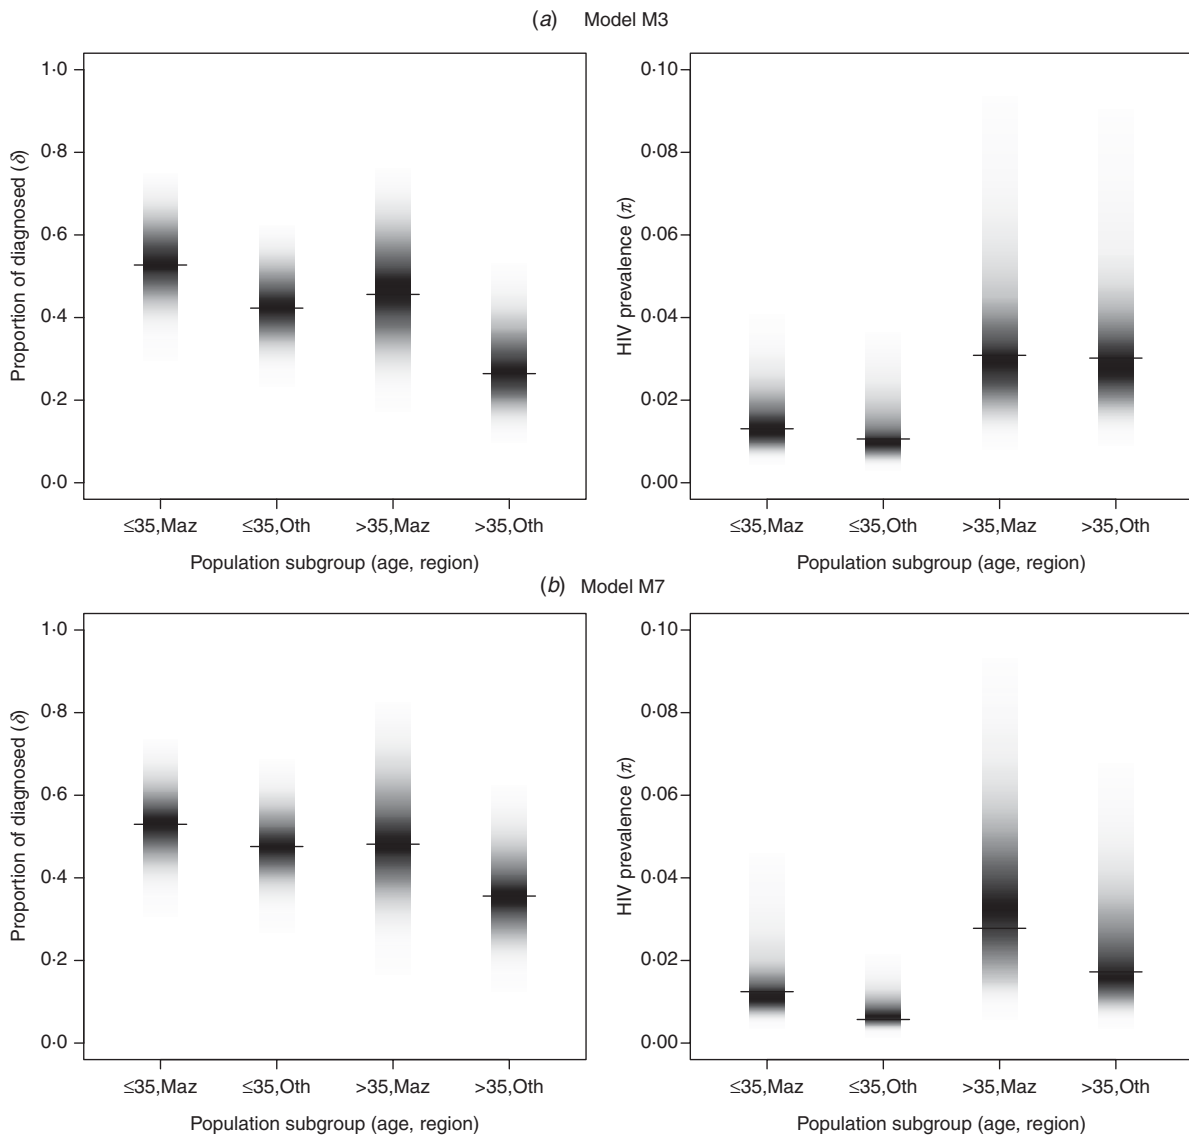 (a) Model M3
1·0
0·8
0·6
0·4
0·2
0·0
Proportion of diagnosed (δ)
≤35,Maz ≤35,Oth >35,Maz >35,Oth
Population subgroup (age, region)
0·10
0·08
0·06
0·04
0·02
0·00
HIV prevalence (π)
≤35,Maz ≤35,Oth >35,Maz >35,Oth
Population subgroup (age, region)
(b) Model M7
1·0
0·8
0·6
0·4
0·2
0·0
Proportion of diagnosed (δ)
≤35,Maz ≤35,Oth >35,Maz >35,Oth
Population subgroup (age, region)
0·10
0·08
0·06
0·04
0·02
0·00
HIV prevalence (π)
≤35,Maz ≤35,Oth >35,Maz >35,Oth
Population subgroup (age, region)